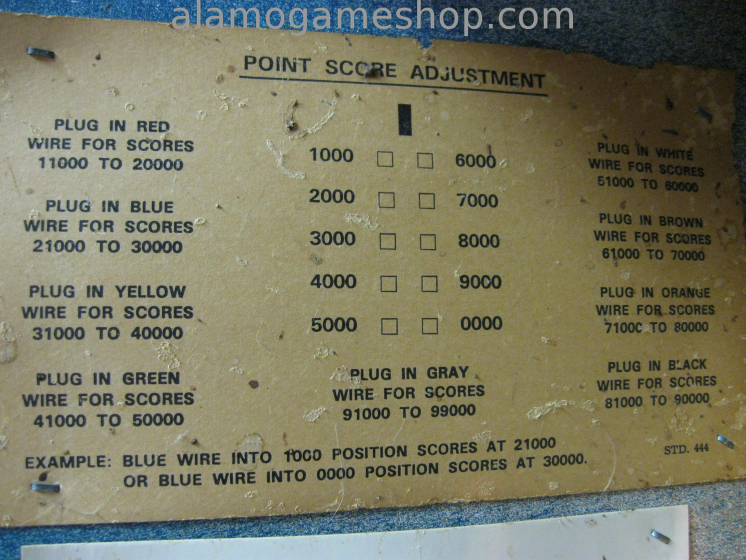 alamogameshop.com
POINT SCORE ADJUSTMENT
PLUG IN RED
WIRE FOR SCORES
11000 TO 20000
PLUG IN BLUE
WIRE FOR SCORES
21000 TO 30000
PLUG IN YELLOW
WIRE FOR SCORES
31000 TO 40000
PLUG IN GREEN
WIRE FOR SCORES
41000 TO 50000
1000 6000
2000 7000
3000 8000
4000 9000
5000 0000
PLUG IN GRAY
WIRE FOR SCORES
91000 TO 99000
PLUG IN WHITE
WIRE FOR SCORES
51000 TO 60000
PLUG IN BROWN
WIRE FOR SCORES
61000 TO 70000
PLUG IN ORANGE
WIRE FOR SCORES
71000 TO 80000
PLUG IN BLACK
WIRE FOR SCORES
81000 TO 90000
EXAMPLE: BLUE WIRE INTO 1000 POSITION SCORES AT 21000
OR BLUE WIRE INTO 0000 POSITION SCORES AT 30000.
STD. 444